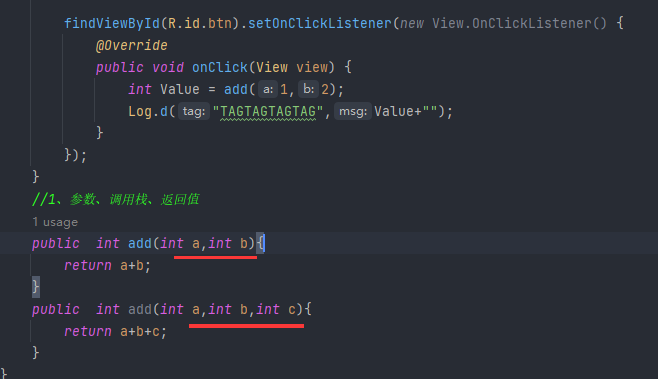 findViewById(R.id.btn).setOnClickListener(new View.OnClickListener() {
@Override
public void onClick(View view) {
int Value = add( a: 1, b: 2);
Log.d( tag: "TAGTAGTAGTAG", msg: Value+"");
}
});
}
//1、参数、调用栈、返回值
1 usage
public  int add(int a,int b){
return a+b;
}
public  int add(int a,int b,int c){
return a+b+c;
}
}